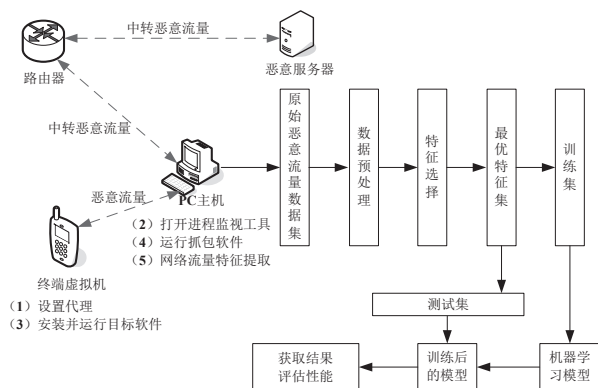 中转恶意流量
路由器
恶意服务器
中转恶意流量
恶意流量
PC主机
（2）打开进程监视工具
（4）运行抓包软件
（5）网络流量特征提取
终端虚拟机
（1）设置代理
（3）安装并运行目标软件
原始恶意流量数据集
数据预处理
特征选择
最优特征集
训练集
测试集
获取结果
评估性能
训练后
的模型
机器学
习模型